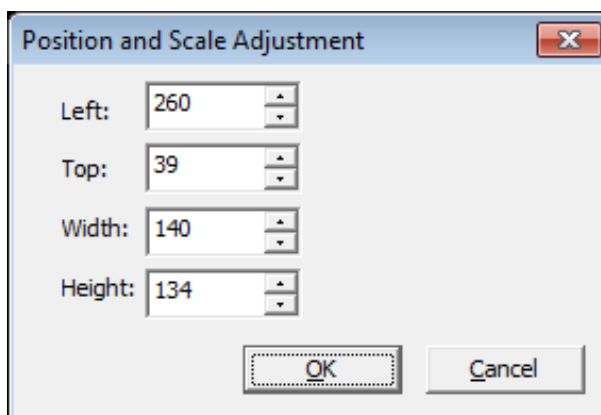 Position and Scale Adjustment
Left: 260
Top: 39
Width: 140
Height: 134
OK Cancel